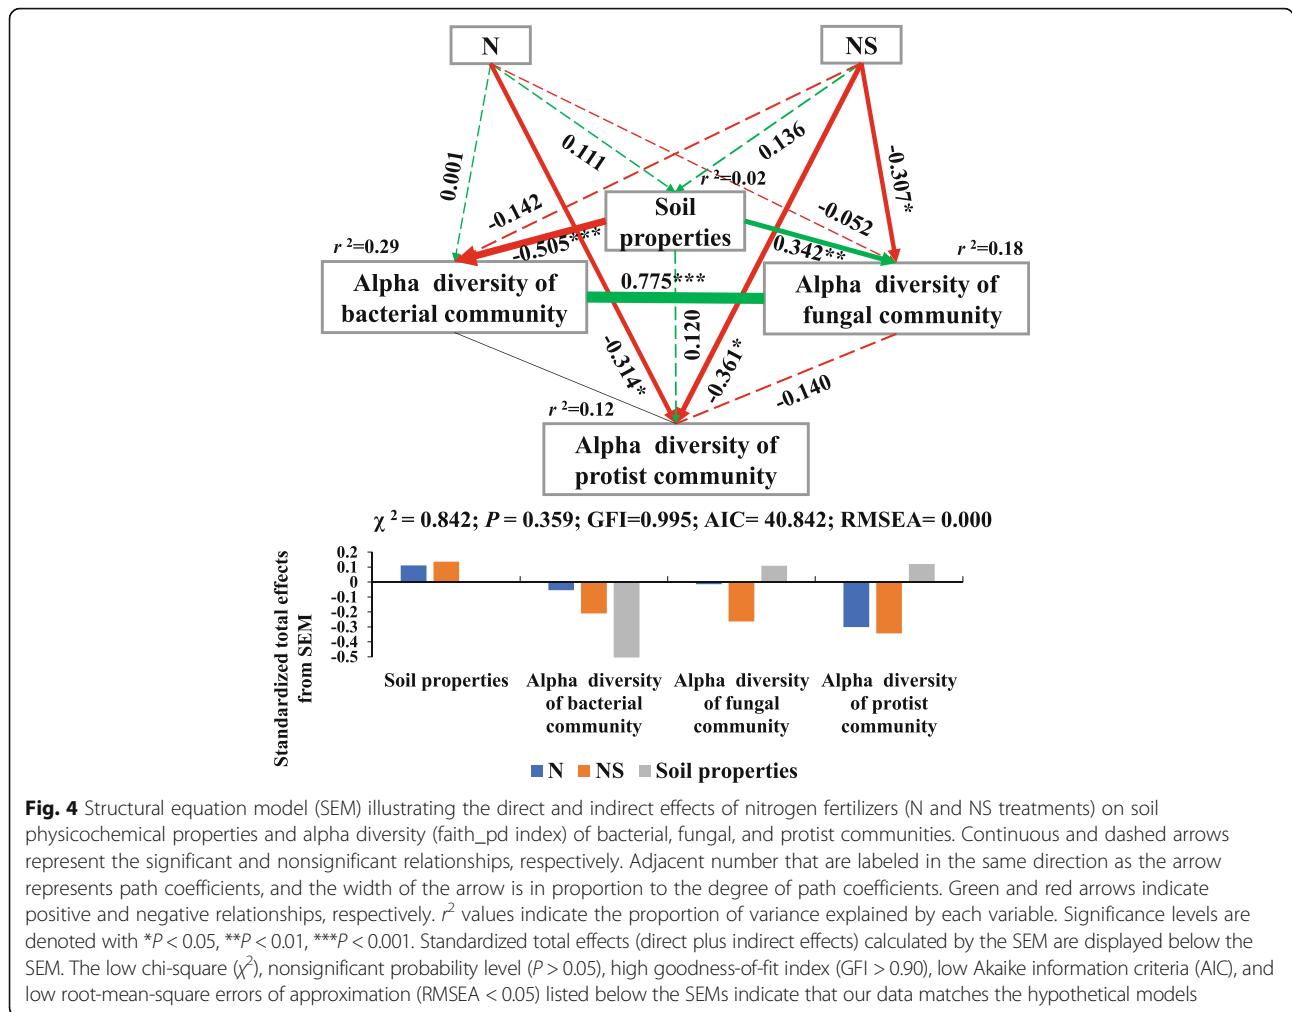 N
NS
0.001
0.111
0.136
-0.307*
-0.142
-0.052
r 2=0.02
Soil
properties
r 2=0.29
-0.505***
0.342**
r 2=0.18
Alpha diversity of
bacterial community
0.775***
Alpha diversity of
fungal community
-0.314*
0.120
-0.361*
-0.140
r 2=0.12
Alpha diversity of
protist community
χ 2 = 0.842; P = 0.359; GFI=0.995; AIC= 40.842; RMSEA= 0.000
Standardized total effects
from SEM
0.2
0.1
0
-0.1
-0.2
-0.3
-0.4
-0.5
Soil properties
Alpha diversity
of bacterial
community
Alpha diversity
of fungal
community
Alpha diversity
of protist
community
N NS Soil properties
Fig. 4 Structural equation model (SEM) illustrating the direct and indirect effects of nitrogen fertilizers (N and NS treatments) on soil
physicochemical properties and alpha diversity (faith_pd index) of bacterial, fungal, and protist communities. Continuous and dashed arrows
represent the significant and nonsignificant relationships, respectively. Adjacent number that are labeled in the same direction as the arrow
represents path coefficients, and the width of the arrow is in proportion to the degree of path coefficients. Green and red arrows indicate
positive and negative relationships, respectively. r2 values indicate the proportion of variance explained by each variable. Significance levels are
denoted with *P < 0.05, **P < 0.01, ***P < 0.001. Standardized total effects (direct plus indirect effects) calculated by the SEM are displayed below the
SEM. The low chi-square (χ2), nonsignificant probability level (P > 0.05), high goodness-of-fit index (GFI > 0.90), low Akaike information criteria (AIC), and
low root-mean-square errors of approximation (RMSEA < 0.05) listed below the SEMs indicate that our data matches the hypothetical models